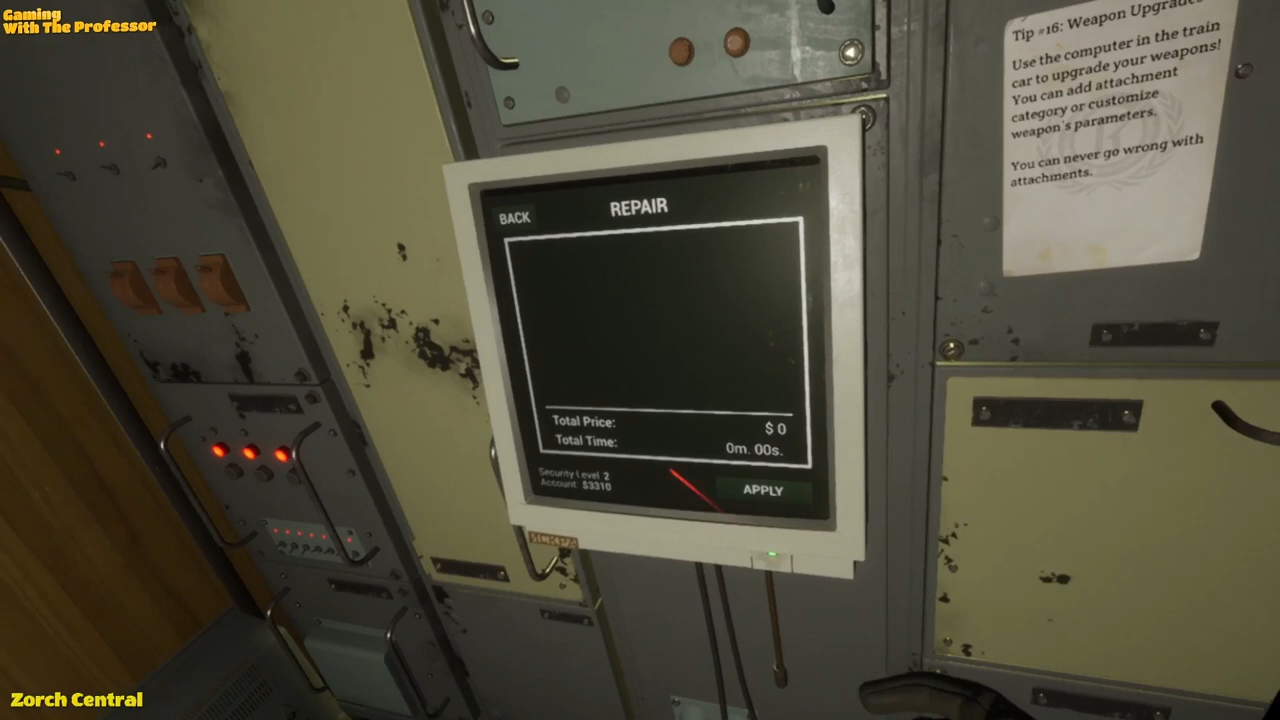 Gaming
With The Professor
Tip #16: Weapon Upgrades
Use the computer in the train
car to upgrade your weapons!
You can add attachment
category or customize
weapon's parameters.
You can never go wrong with
attachments.
BACK
REPAIR
Total Price:
$ 0
Total Time:
0m. 00s.
Security Level 2
Account $3310
APPLY
ИСКРА
Zorch Central